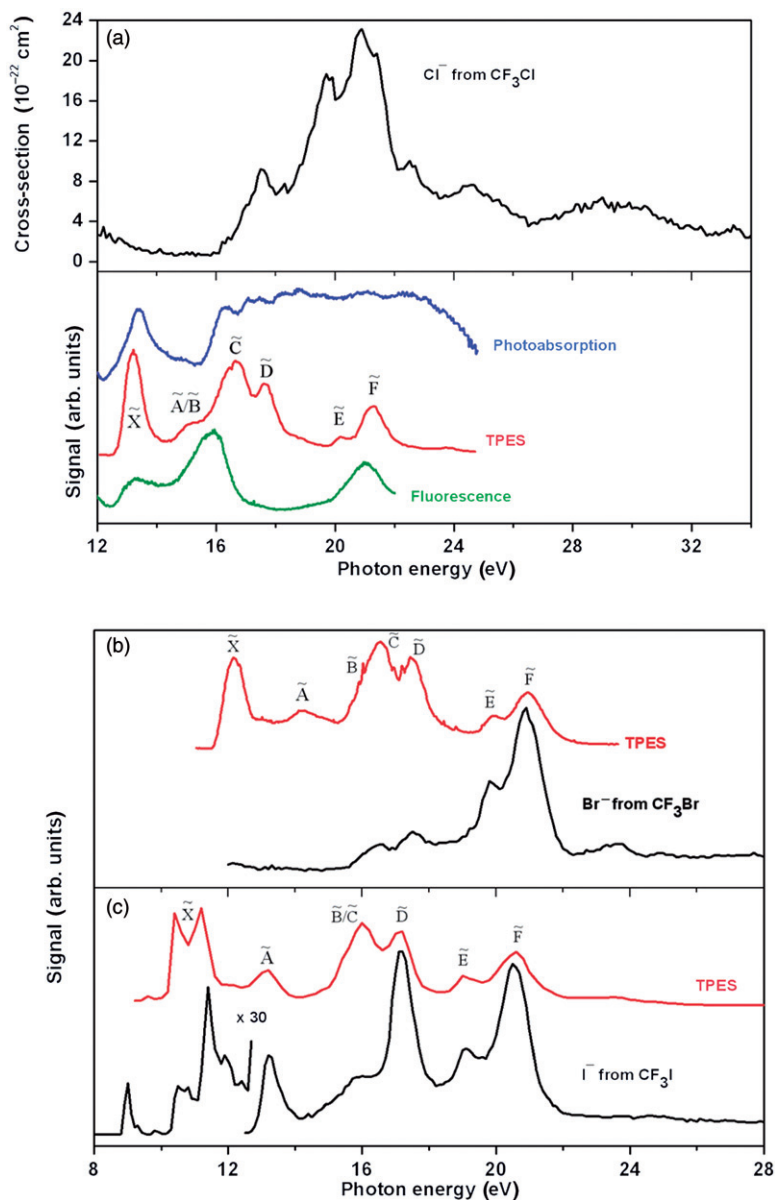 (a)
Cl⁻ from CF₃Cl
Cross-section (10⁻²² cm²)
24
20
16
12
8
4
0
Photoabsorption
X̃
Ã/B̃
C̃
D̃
Ẽ
F̃
TPES
Fluorescence
Signal (arb. units)
12 16 20 24 28 32
Photon energy (eV)
(b)
X̃
Ã
B̃
C̃
D̃
Ẽ
F̃
TPES
Br⁻ from CF₃Br
Signal (arb. units)
(c)
X̃
Ã
B̃/C̃
D̃
Ẽ
F̃
TPES
x 30
I⁻ from CF₃I
8 12 16 20 24 28
Photon energy (eV)